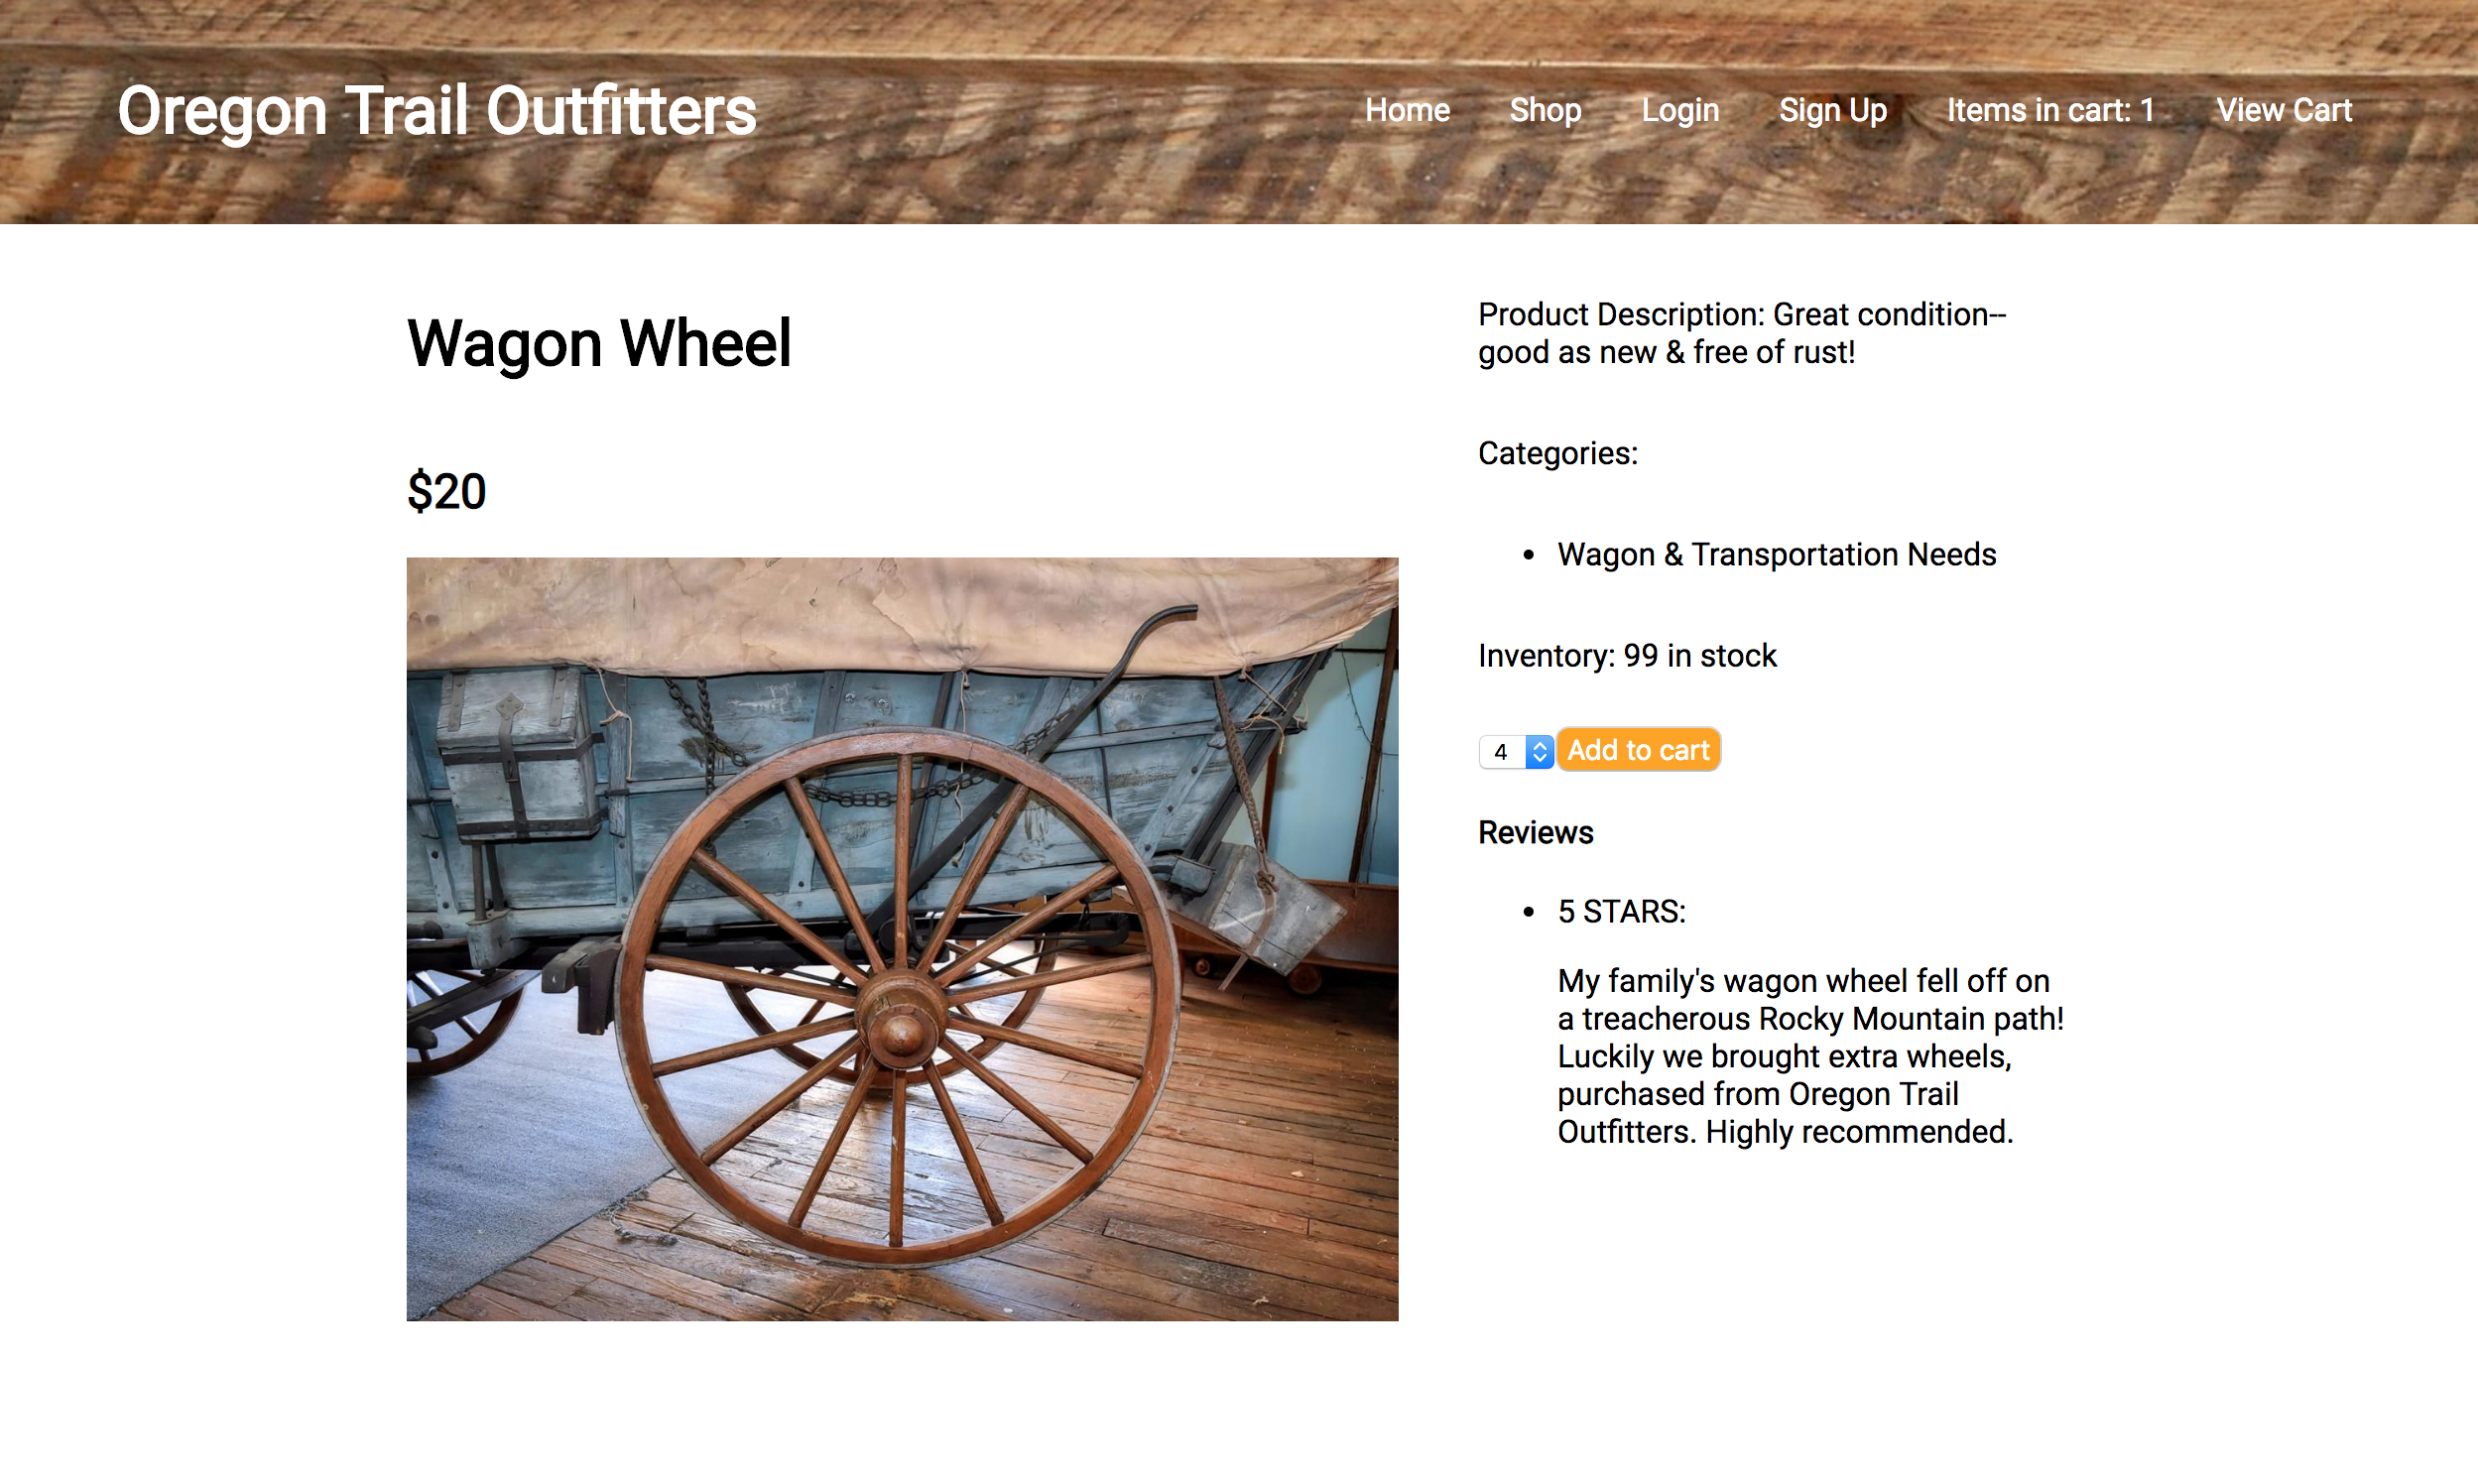 Oregon Trail Outfitters
Home Shop Login Sign Up Items in cart: 1 View Cart
Wagon Wheel
$20
Product Description: Great condition--
good as new & free of rust!
Categories:
• Wagon & Transportation Needs
Inventory: 99 in stock
4 Add to cart
Reviews
• 5 STARS:
My family's wagon wheel fell off on
a treacherous Rocky Mountain path!
Luckily we brought extra wheels,
purchased from Oregon Trail
Outfitters. Highly recommended.